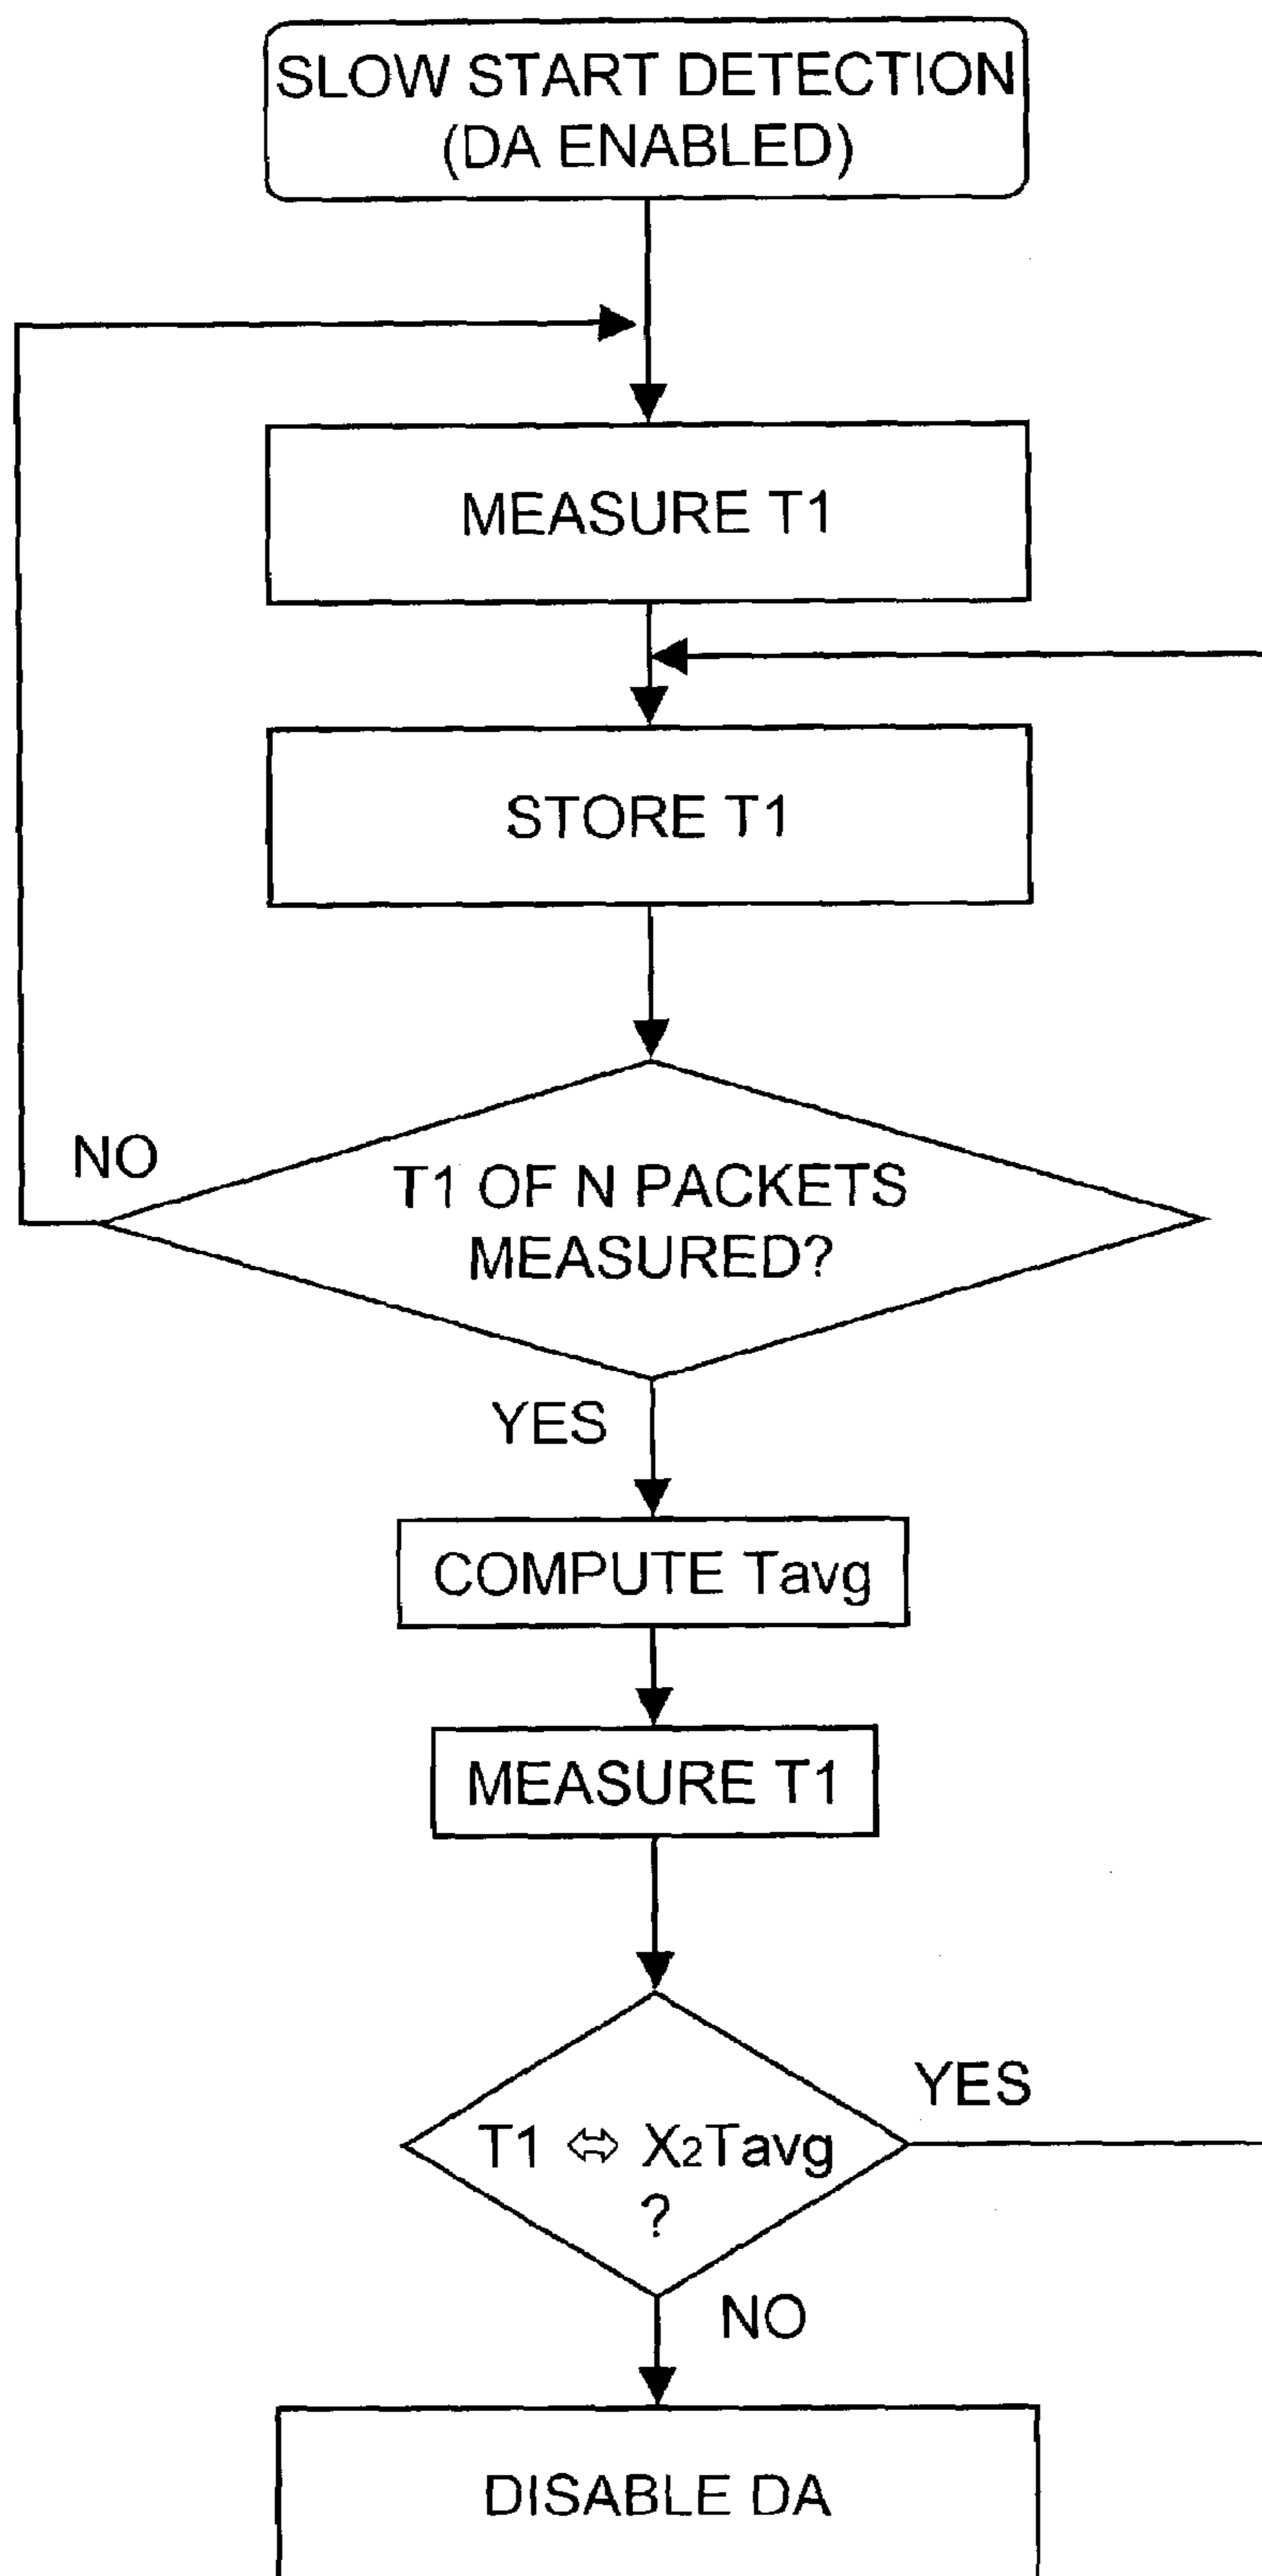 SLOW START DETECTION
(DA ENABLED)
MEASURE T1
STORE T1
NO
T1 OF N PACKETS
MEASURED?
YES
COMPUTE Tavg
MEASURE T1
YES
T1 ⇔ X₂Tavg
?
NO
DISABLE DA